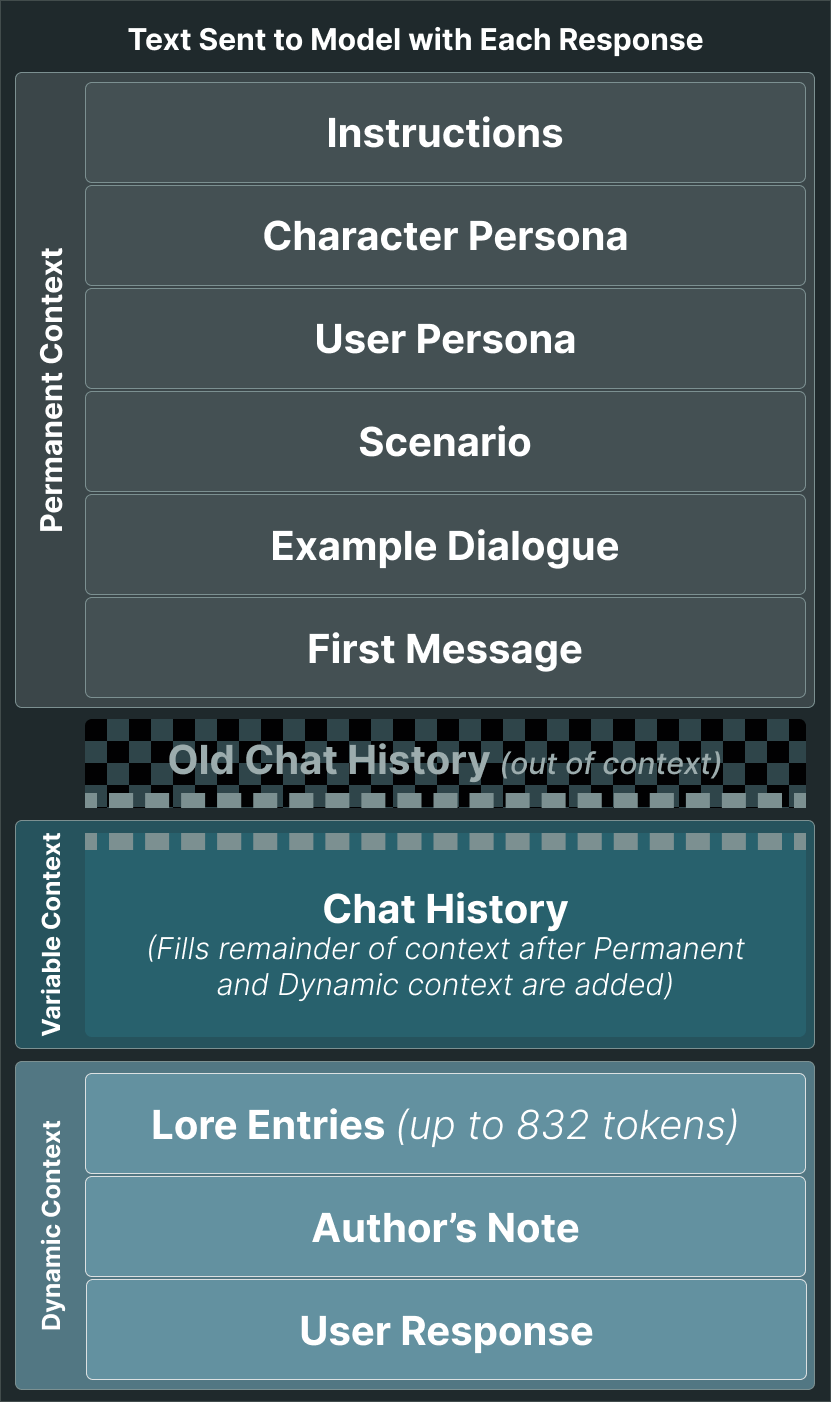 Text Sent to Model with Each Response
Permanent Context
Instructions
Character Persona
User Persona
Scenario
Example Dialogue
First Message
Old Chat History (out of context)
Variable Context
Chat History
(Fills remainder of context after Permanent
and Dynamic context are added)
Dynamic Context
Lore Entries (up to 832 tokens)
Author’s Note
User Response